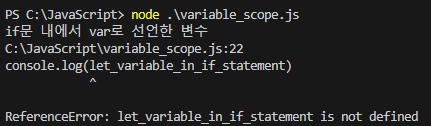 PS C:\JavaScript> node .\variable_scope.js
if문 내에서 var로 선언한 변수
C:\JavaScript\variable_scope.js:22
console.log(let_variable_in_if_statement)
^
ReferenceError: let_variable_in_if_statement is not defined